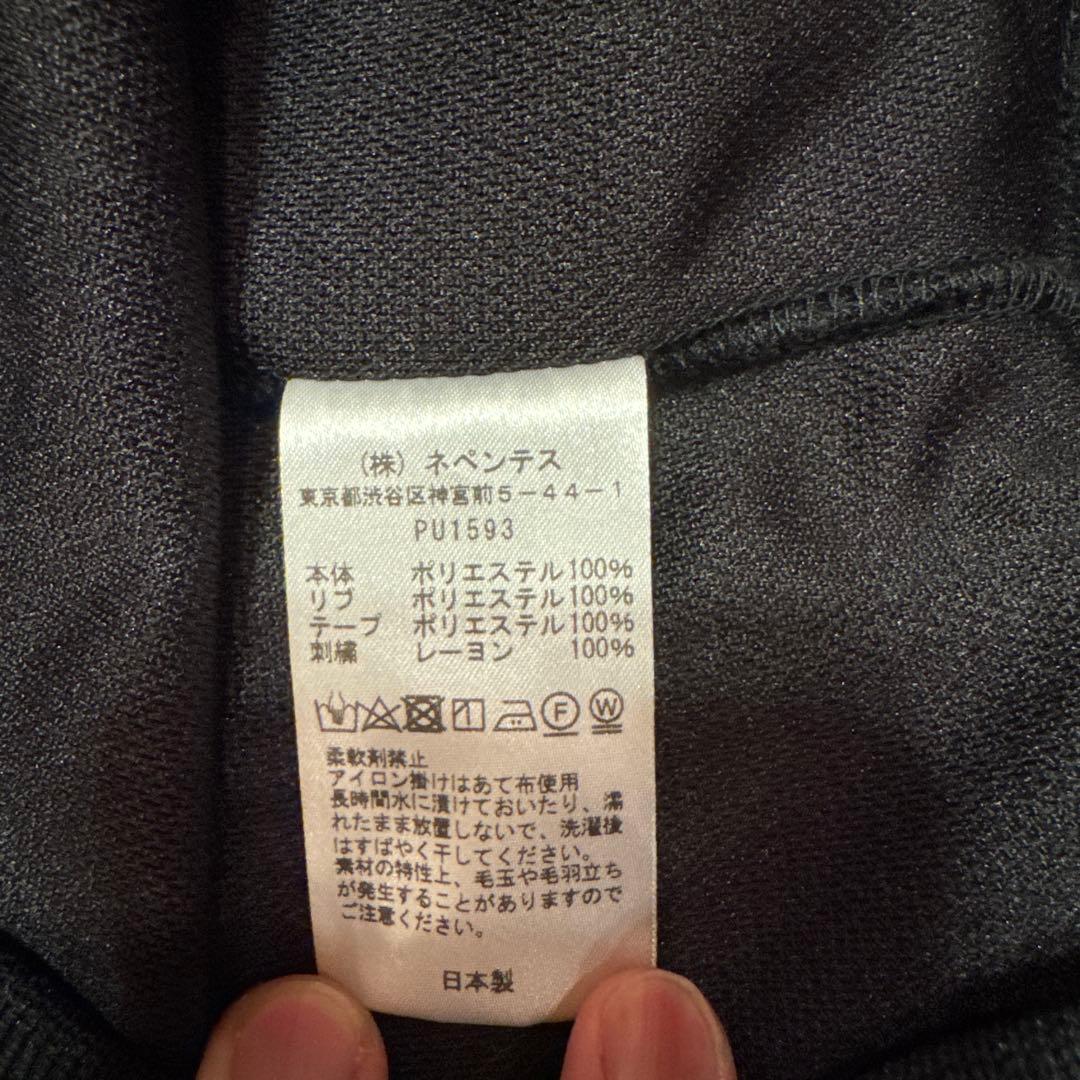 (株) ネペンテス
東京都渋谷区神宮前5-44-1
PU1593
本体 ポリエステル100%
リブ ポリエステル100%
テープ ポリエステル100%
刺繍 レーヨン 100%
F W
柔軟剤禁止
アイロン掛けはあて布使用
長時間水に漬けておいたり、濡
れたまま放置しないで、洗濯後
はすばやく干してください。
素材の特性上、毛玉や毛羽立ち
が発生することがありますので
ご注意ください。
日本製